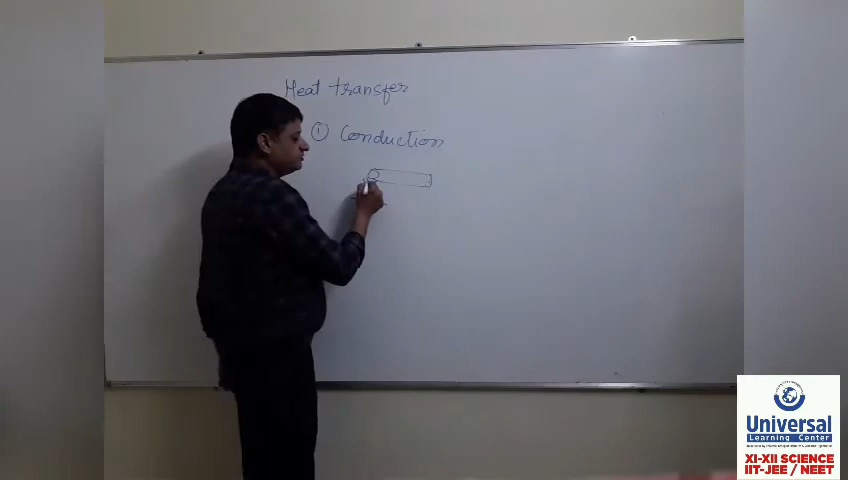 Heat transfer
① Conduction
Universal
Learning Center
XI-XII SCIENCE
IIT-JEE / NEET